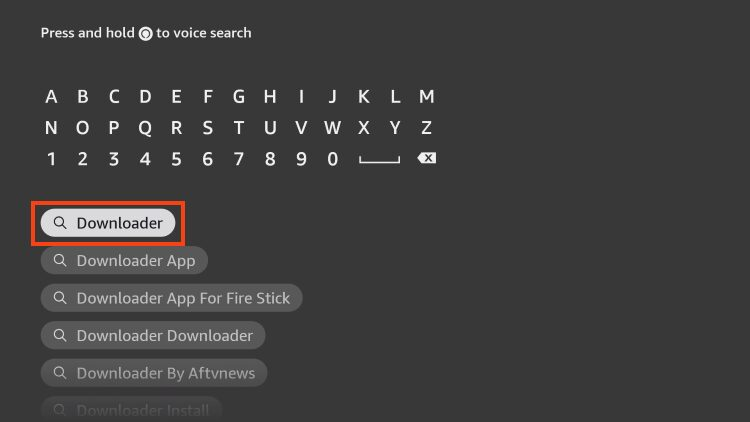 Press and hold to voice search
A B C D E F G H I J K L M
N O P Q R S T U V W X Y Z
1 2 3 4 5 6 7 8 9 0
Downloader
Downloader App
Downloader App For Fire Stick
Downloader Downloader
Downloader By Aftvnews
Downloader Install